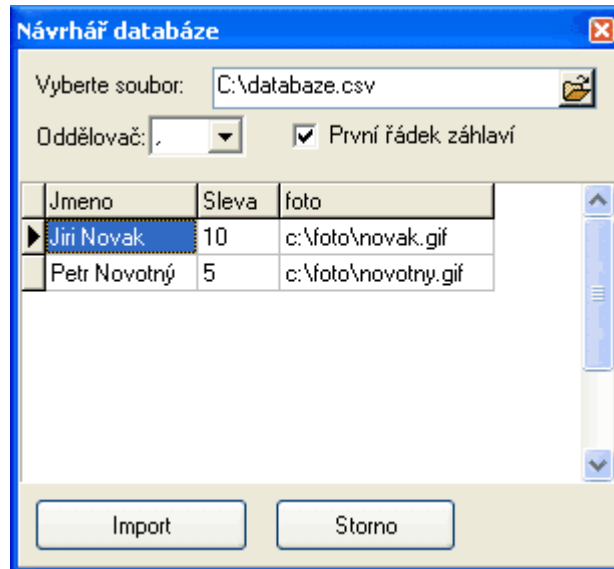 Návrhář databáze
Vyberte soubor: C:\databaze.csv
Oddělovač: , První řádek záhlaví
Jmeno Sleva foto
Jiri Novak 10 c:\foto\novak.gif
Petr Novotný 5 c:\foto\novotny.gif
Import Storno